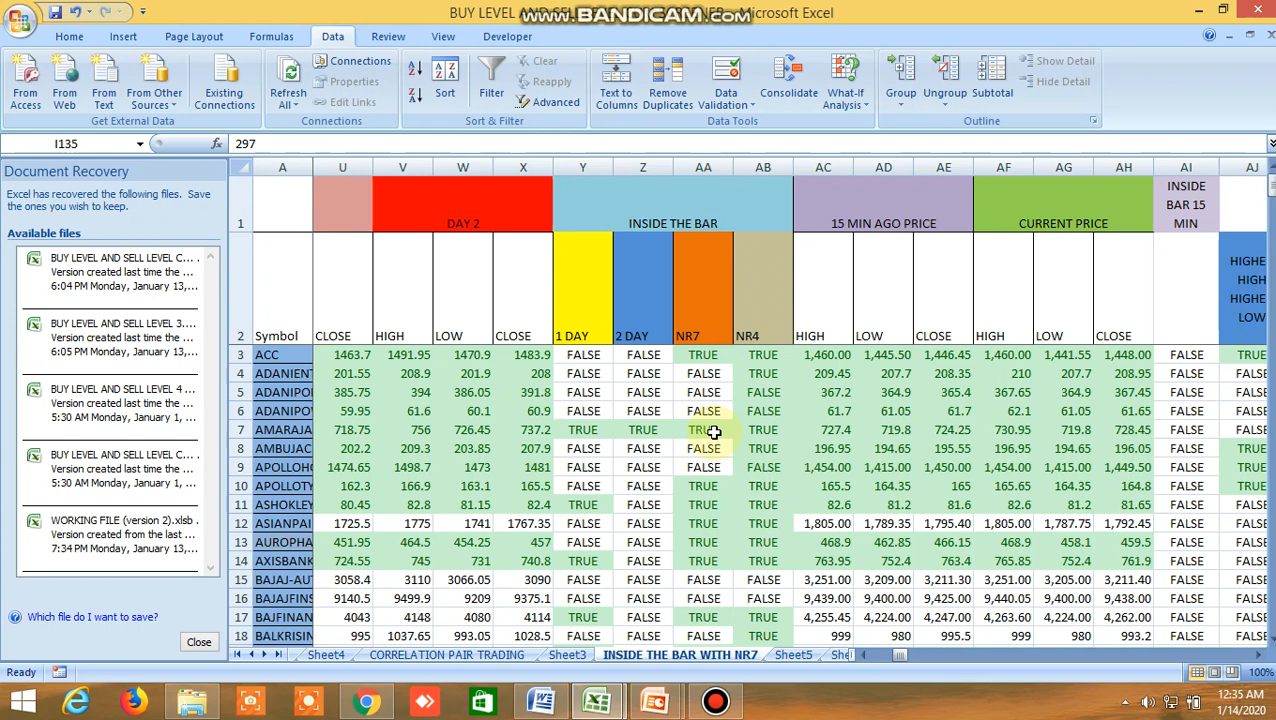 BUY LEVEL AND SELL - Microsoft Excel
www.BANDICAM.com
Home Insert Page Layout Formulas Data Review View Developer
From Access
From Web
From Text
From Other Sources
Existing Connections
Get External Data
Refresh All
Connections
Properties
Edit Links
Connections
Sort
Filter
Clear
Reapply
Advanced
Sort & Filter
Text to Columns
Remove Duplicates
Data Validation
Consolidate
What-If Analysis
Data Tools
Group
Ungroup
Subtotal
Show Detail
Hide Detail
Outline
I135 fx 297
Document Recovery
Excel has recovered the following files. Save the ones you wish to keep.
Available files
BUY LEVEL AND SELL LEVEL C... .
Version created last time the ...
6:04 PM Monday, January 13,...
BUY LEVEL AND SELL LEVEL 3....
Version created last time the ...
6:05 PM Monday, January 13,...
BUY LEVEL AND SELL LEVEL 4 .
Version created last time the ...
5:30 AM Monday, January 1, ...
BUY LEVEL AND SELL LEVEL C... .
Version created last time the ...
5:30 AM Monday, January 1, ...
WORKING FILE (version 2).xlsb .
Version created from the last ...
7:34 PM Monday, January 13,...
Which file do I want to save?
Close
A U V W X Y Z AA AB AC AD AE AF AG AH AI AJ
1 DAY 2 INSIDE THE BAR 15 MIN AGO PRICE CURRENT PRICE INSIDE BAR 15 MIN
HIGHE
HIGH
HIGHE
LOW
2 Symbol CLOSE HIGH LOW CLOSE 1 DAY 2 DAY NR7 NR4 HIGH LOW CLOSE HIGH LOW CLOSE
3 ACC 1463.7 1491.95 1470.9 1483.9 FALSE FALSE TRUE TRUE 1,460.00 1,445.50 1,446.45 1,460.00 1,441.55 1,448.00 FALSE TRUE
4 ADANIENT 201.55 208.9 201.9 208 FALSE FALSE FALSE TRUE 209.45 207.7 208.35 210 207.7 208.95 FALSE FALSE
5 ADANIPO 385.75 394 386.05 391.8 FALSE FALSE FALSE FALSE 367.2 364.9 365.4 367.65 364.9 367.45 FALSE FALSE
6 ADANIPO 59.95 61.6 60.1 60.9 FALSE FALSE FALSE FALSE 61.7 61.05 61.7 62.1 61.05 61.65 FALSE FALSE
7 AMARAJA 718.75 756 726.45 737.2 TRUE TRUE TRUE TRUE 727.4 719.8 724.25 730.95 719.8 728.45 FALSE FALSE
8 AMBUJAC 202.2 209.3 203.85 207.9 FALSE FALSE FALSE TRUE 196.95 194.65 195.55 196.95 194.65 196.05 FALSE TRUE
9 APOLLOHO 1474.65 1498.7 1473 1481 FALSE FALSE FALSE FALSE 1,454.00 1,415.00 1,450.00 1,454.00 1,415.00 1,449.50 FALSE TRUE
10 APOLLOTY 162.3 166.9 163.1 165.5 FALSE FALSE TRUE TRUE 165.5 164.35 165 165.65 164.35 164.8 FALSE TRUE
11 ASHOKLEY 80.45 82.8 81.15 82.4 TRUE FALSE TRUE TRUE 82.6 81.2 81.6 82.6 81.2 81.65 FALSE FALSE
12 ASIANPAI 1725.5 1775 1741 1767.35 FALSE FALSE TRUE TRUE 1,805.00 1,789.35 1,795.40 1,805.00 1,787.75 1,792.45 FALSE FALSE
13 AUROPHA 451.95 464.5 454.25 457 FALSE FALSE TRUE TRUE 468.9 462.85 466.15 468.9 458.1 459.5 FALSE FALSE
14 AXISBANK 724.55 745 731 740.8 TRUE FALSE TRUE TRUE 763.95 752.4 763.4 765.85 752.4 761.9 FALSE FALSE
15 BAJAJ-AUT 3058.4 3110 3066.05 3090 FALSE FALSE FALSE FALSE 3,251.00 3,209.00 3,211.30 3,251.00 3,205.00 3,211.40 FALSE FALSE
16 BAJAJFINS 9140.5 9499.9 9209 9375.1 FALSE FALSE FALSE TRUE 9,439.00 9,400.00 9,425.00 9,440.05 9,400.00 9,438.00 FALSE FALSE
17 BAJFINAN 4043 4148 4080 4114 TRUE FALSE TRUE TRUE 4,255.45 4,224.00 4,247.00 4,263.60 4,224.00 4,262.00 FALSE FALSE
18 BALKRISIN 995 1037.65 993.05 1028.5 FALSE FALSE FALSE TRUE 999 980 995.5 999 980 993.2 FALSE FALSE
Sheet4 CORRELATION PAIR TRADING Sheet3 INSIDE THE BAR WITH NR7 Sheet5 She
Ready 100%
12:35 AM
1/14/2020